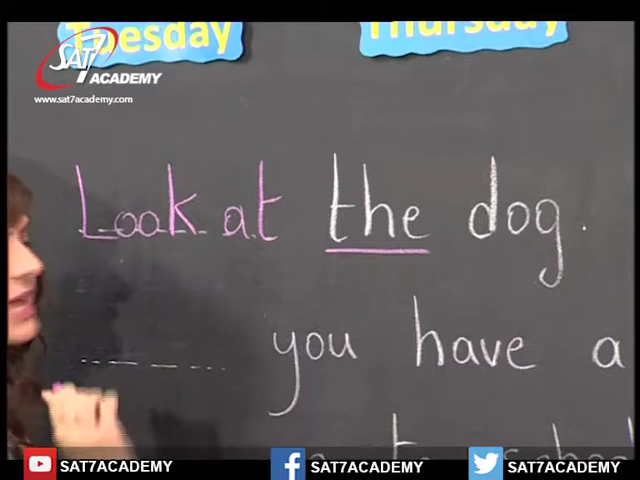 Tuesday
Thursday
SAT7
ACADEMY
www.sat7academy.com
Look at the dog.
you have a
SAT7ACADEMY
SAT7ACADEMY
SAT7ACADEMY